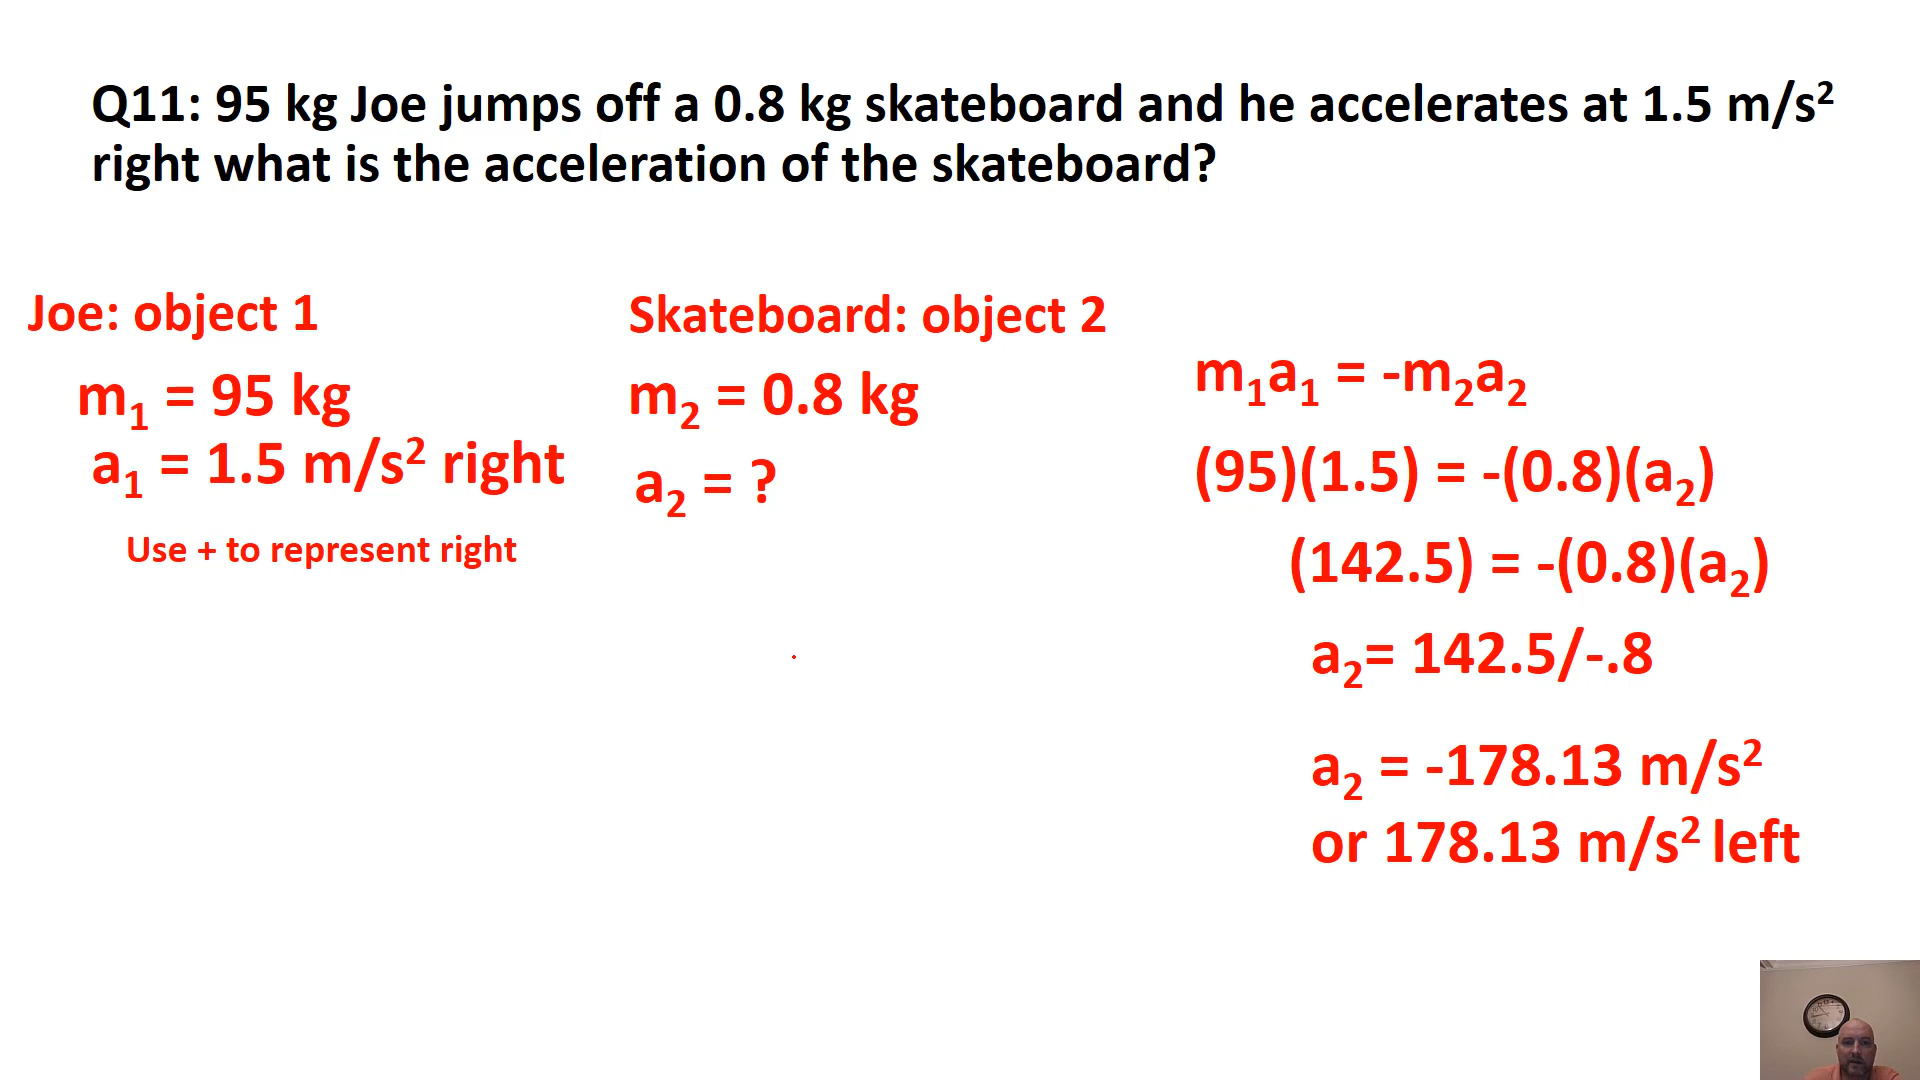 Q11: 95 kg Joe jumps off a 0.8 kg skateboard and he accelerates at 1.5 m/s²
right what is the acceleration of the skateboard?
Joe: object 1
m₁ = 95 kg
a₁ = 1.5 m/s² right
Use + to represent right
Skateboard: object 2
m₂ = 0.8 kg
a₂ = ?
m₁a₁ = -m₂a₂
(95)(1.5) = -(0.8)(a₂)
(142.5) = -(0.8)(a₂)
a₂= 142.5/-.8
a₂ = -178.13 m/s²
or 178.13 m/s² left